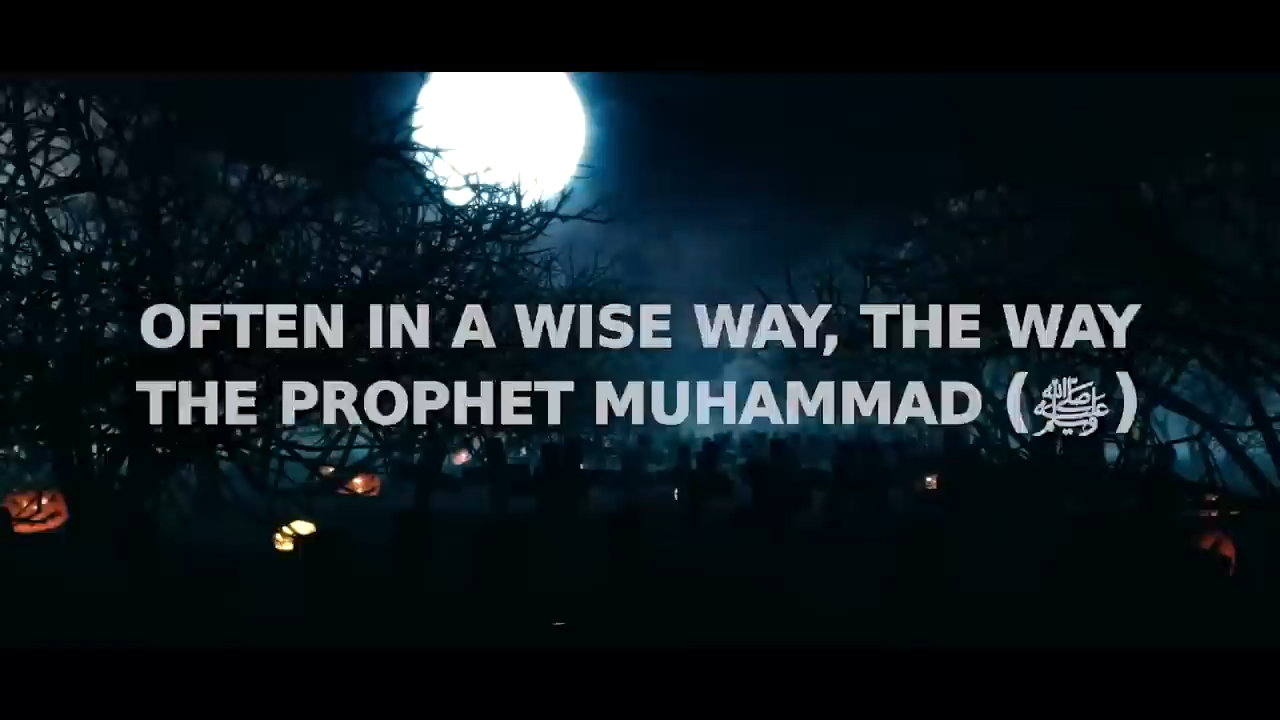 OFTEN IN A WISE WAY, THE WAY
THE PROPHET MUHAMMAD (ﷺ)